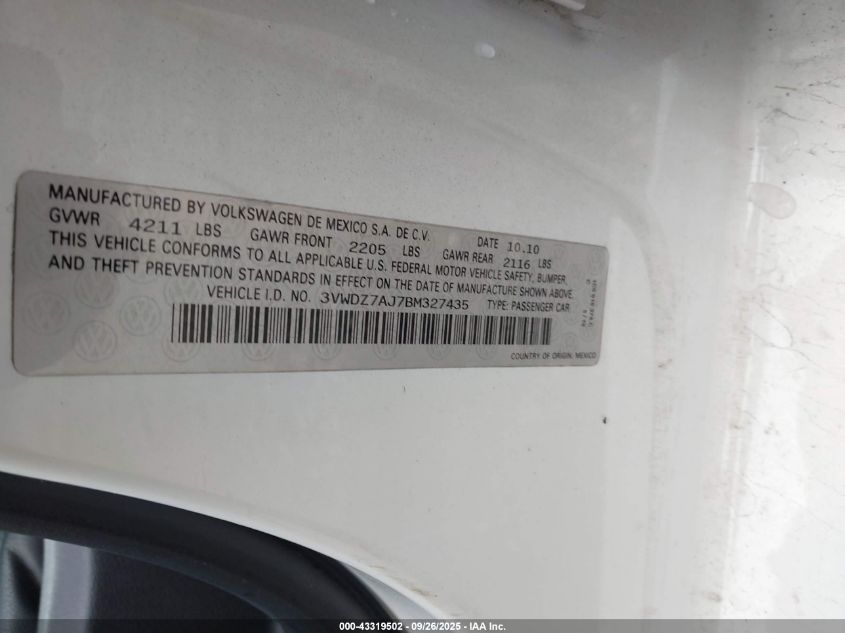 MANUFACTURED BY VOLKSWAGEN DE MEXICO S.A. DE C.V. DATE 10.10
GVWR 4211 LBS GAWR FRONT 2205 LBS GAWR REAR 2116 LBS
THIS VEHICLE CONFORMS TO ALL APPLICABLE U.S. FEDERAL MOTOR VEHICLE SAFETY, BUMPER,
AND THEFT PREVENTION STANDARDS IN EFFECT ON THE DATE OF MANUFACTURE SHOWN ABOVE.
VEHICLE I.D. NO. 3VWDZ7AJ7BM327435 TYPE: PASSENGER CAR
COUNTRY OF ORIGIN, MEXICO
000-43319502 - 09/26/2025 - IAA Inc.